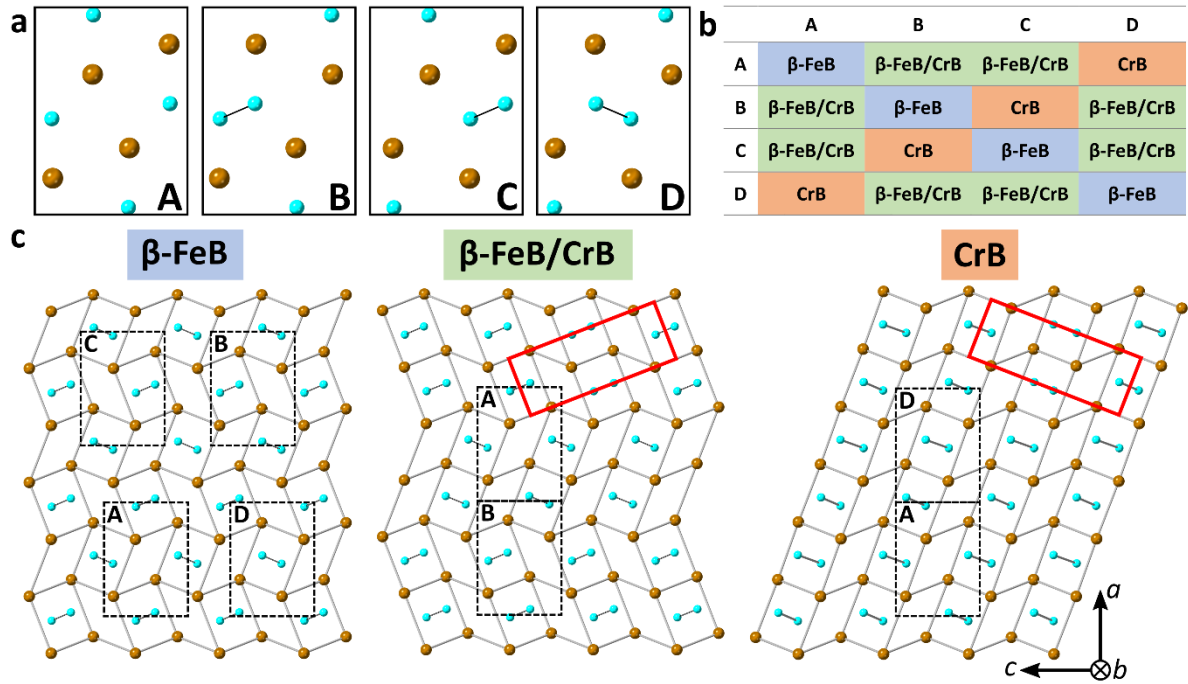 a
A
B
C
D
b
A B C D
A β-FeB β-FeB/CrB β-FeB/CrB CrB
B β-FeB/CrB β-FeB CrB β-FeB/CrB
C β-FeB/CrB CrB β-FeB β-FeB/CrB
D CrB β-FeB/CrB β-FeB/CrB β-FeB
c
β-FeB
C
B
A
D
β-FeB/CrB
A
B
CrB
D
A
a
c
b